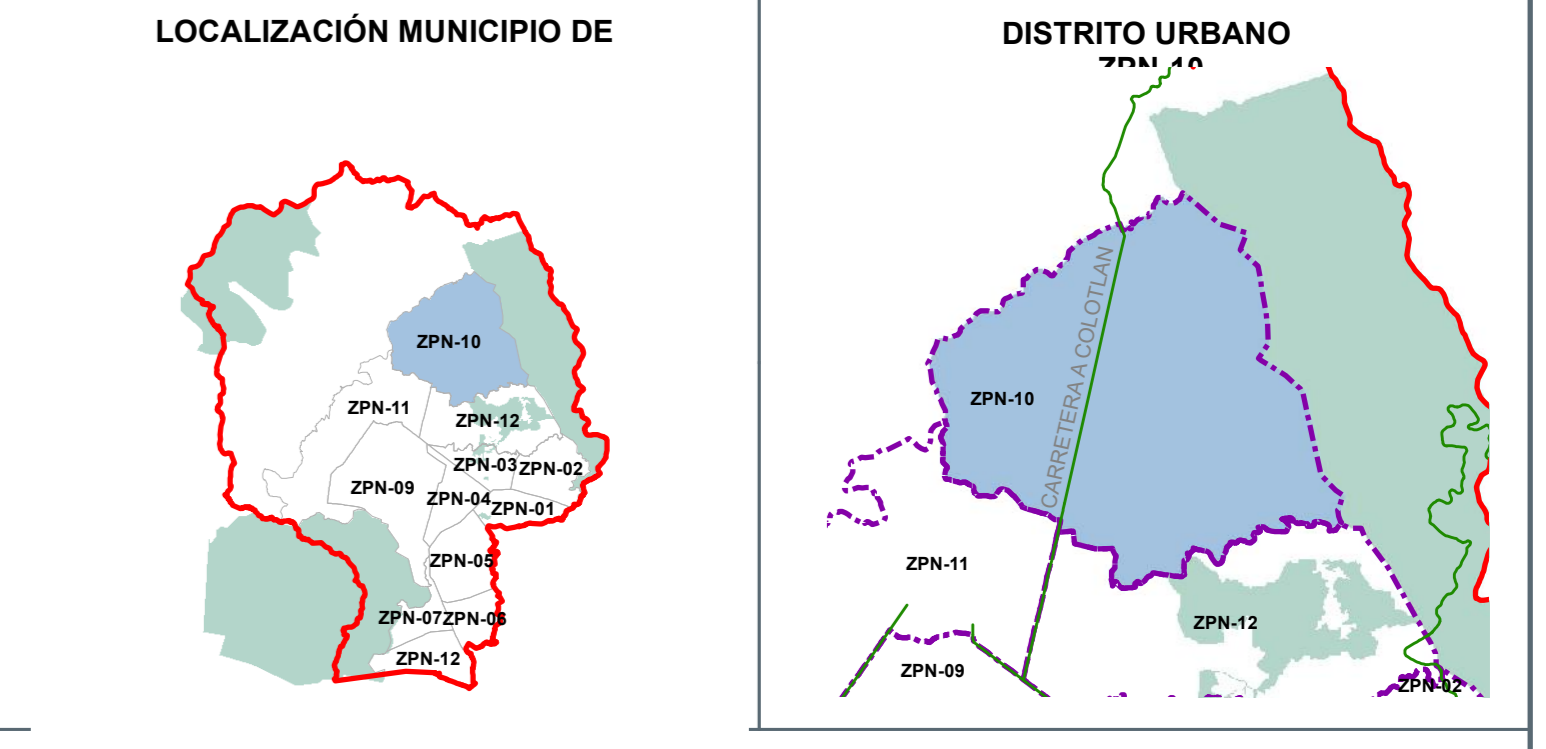 LOCALIZACIÓN MUNICIPIO DE
ZPN-10
ZPN-11
ZPN-12
ZPN-03
ZPN-02
ZPN-09
ZPN-04
ZPN-01
ZPN-05
ZPN-07
ZPN-06
ZPN-12
DISTRITO URBANO
ZPN-10
CARRETERA A COLOTLAN
ZPN-10
ZPN-11
ZPN-12
ZPN-09
ZPN-02